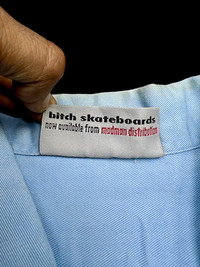 bitch skateboards
now available from madman distribution